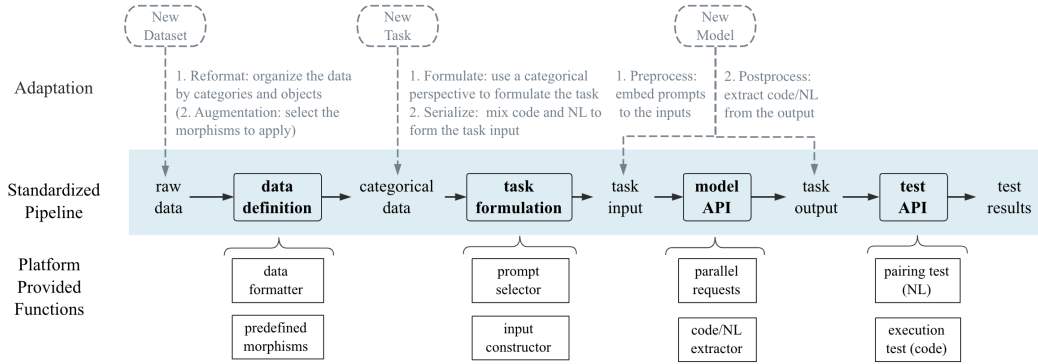 New
Dataset
New
Task
New
Model
Adaptation
1. Reformat: organize the data
by categories and objects
(2. Augmentation: select the
morphisms to apply)
1. Formulate: use a categorical
perspective to formulate the task
2. Serialize: mix code and NL to
form the task input
1. Preprocess:
embed prompts
to the inputs
2. Postprocess:
extract code/NL
from the output
Standardized
Pipeline
raw
data
data
definition
categorical
data
task
formulation
task
input
model
API
task
output
test
API
test
results
Platform
Provided
Functions
data
formatter
prompt
selector
parallel
requests
pairing test
(NL)
predefined
morphisms
input
constructor
code/NL
extractor
execution
test (code)